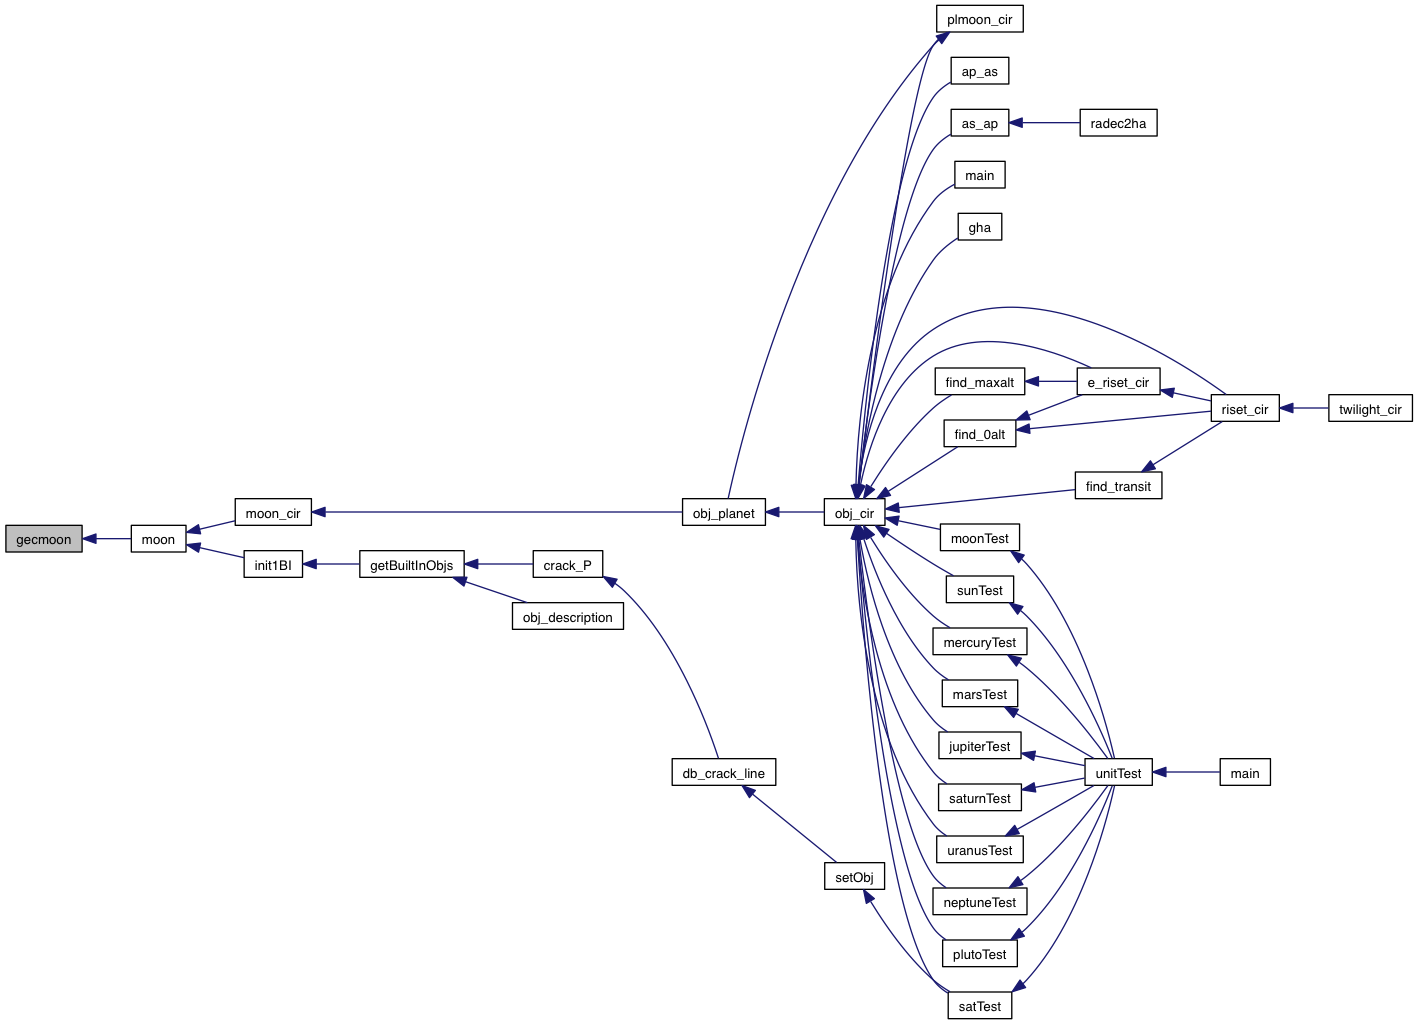 plmoon_cir
ap_as
as_ap
radec2ha
main
gha
find_maxalt
e_riset_cir
riset_cir
twilight_cir
find_0alt
find_transit
moon_cir
obj_planet
obj_cir
gecmoon
moon
moonTest
init1BI
getBuiltInObjs
crack_P
sunTest
obj_description
mercuryTest
marsTest
jupiterTest
db_crack_line
unitTest
main
saturnTest
uranusTest
setObj
neptuneTest
plutoTest
satTest